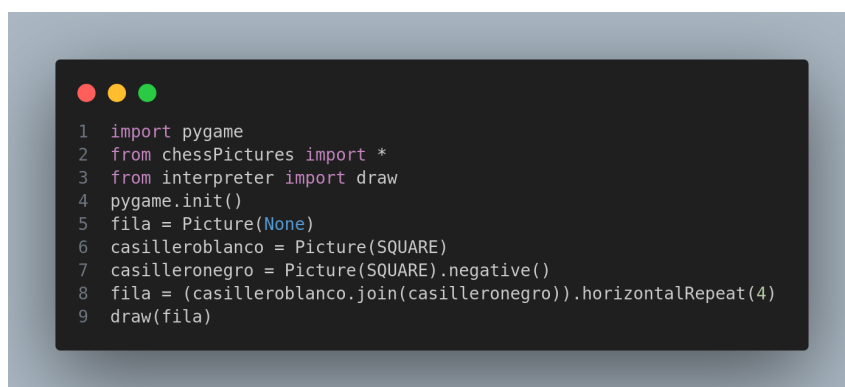 1 import pygame
2 from chessPictures import *
3 from interpreter import draw
4 pygame.init()
5 fila = Picture(None)
6 casilleroblanco = Picture(SQUARE)
7 casilleronegro = Picture(SQUARE).negative()
8 fila = (casilleroblanco.join(casilleronegro)).horizontalRepeat(4)
9 draw(fila)